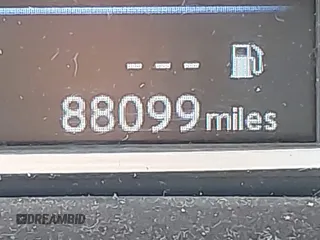 ---
88099 miles
DREAMBID